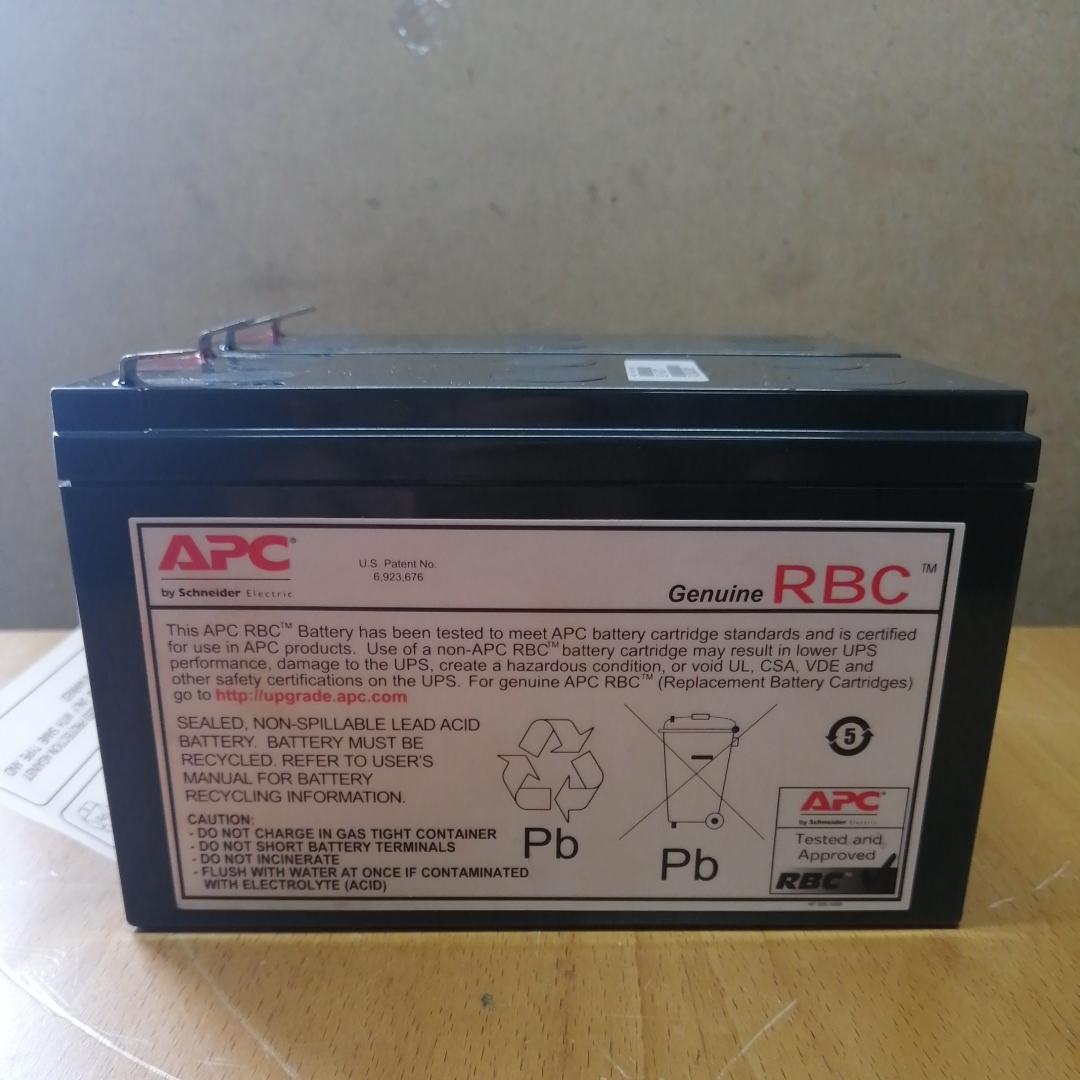 APC®
by Schneider Electric
U.S. Patent No.
6,923,676
Genuine RBC™
This APC RBC™ Battery has been tested to meet APC battery cartridge standards and is certified
for use in APC products. Use of a non-APC RBC™ battery cartridge may result in lower UPS
performance, damage to the UPS, create a hazardous condition, or void UL, CSA, VDE and
other safety certifications on the UPS. For genuine APC RBC™ (Replacement Battery Cartridges)
go to http://upgrade.apc.com
SEALED, NON-SPILLABLE LEAD ACID
BATTERY. BATTERY MUST BE
RECYCLED. REFER TO USER'S
MANUAL FOR BATTERY
RECYCLING INFORMATION.
CAUTION:
- DO NOT CHARGE IN GAS TIGHT CONTAINER
- DO NOT SHORT BATTERY TERMINALS
- DO NOT INCINERATE
- FLUSH WITH WATER AT ONCE IF CONTAMINATED
WITH ELECTROLYTE (ACID)
Pb
Pb
5
APC®
by Schneider Electric
Tested and
Approved
RBC™